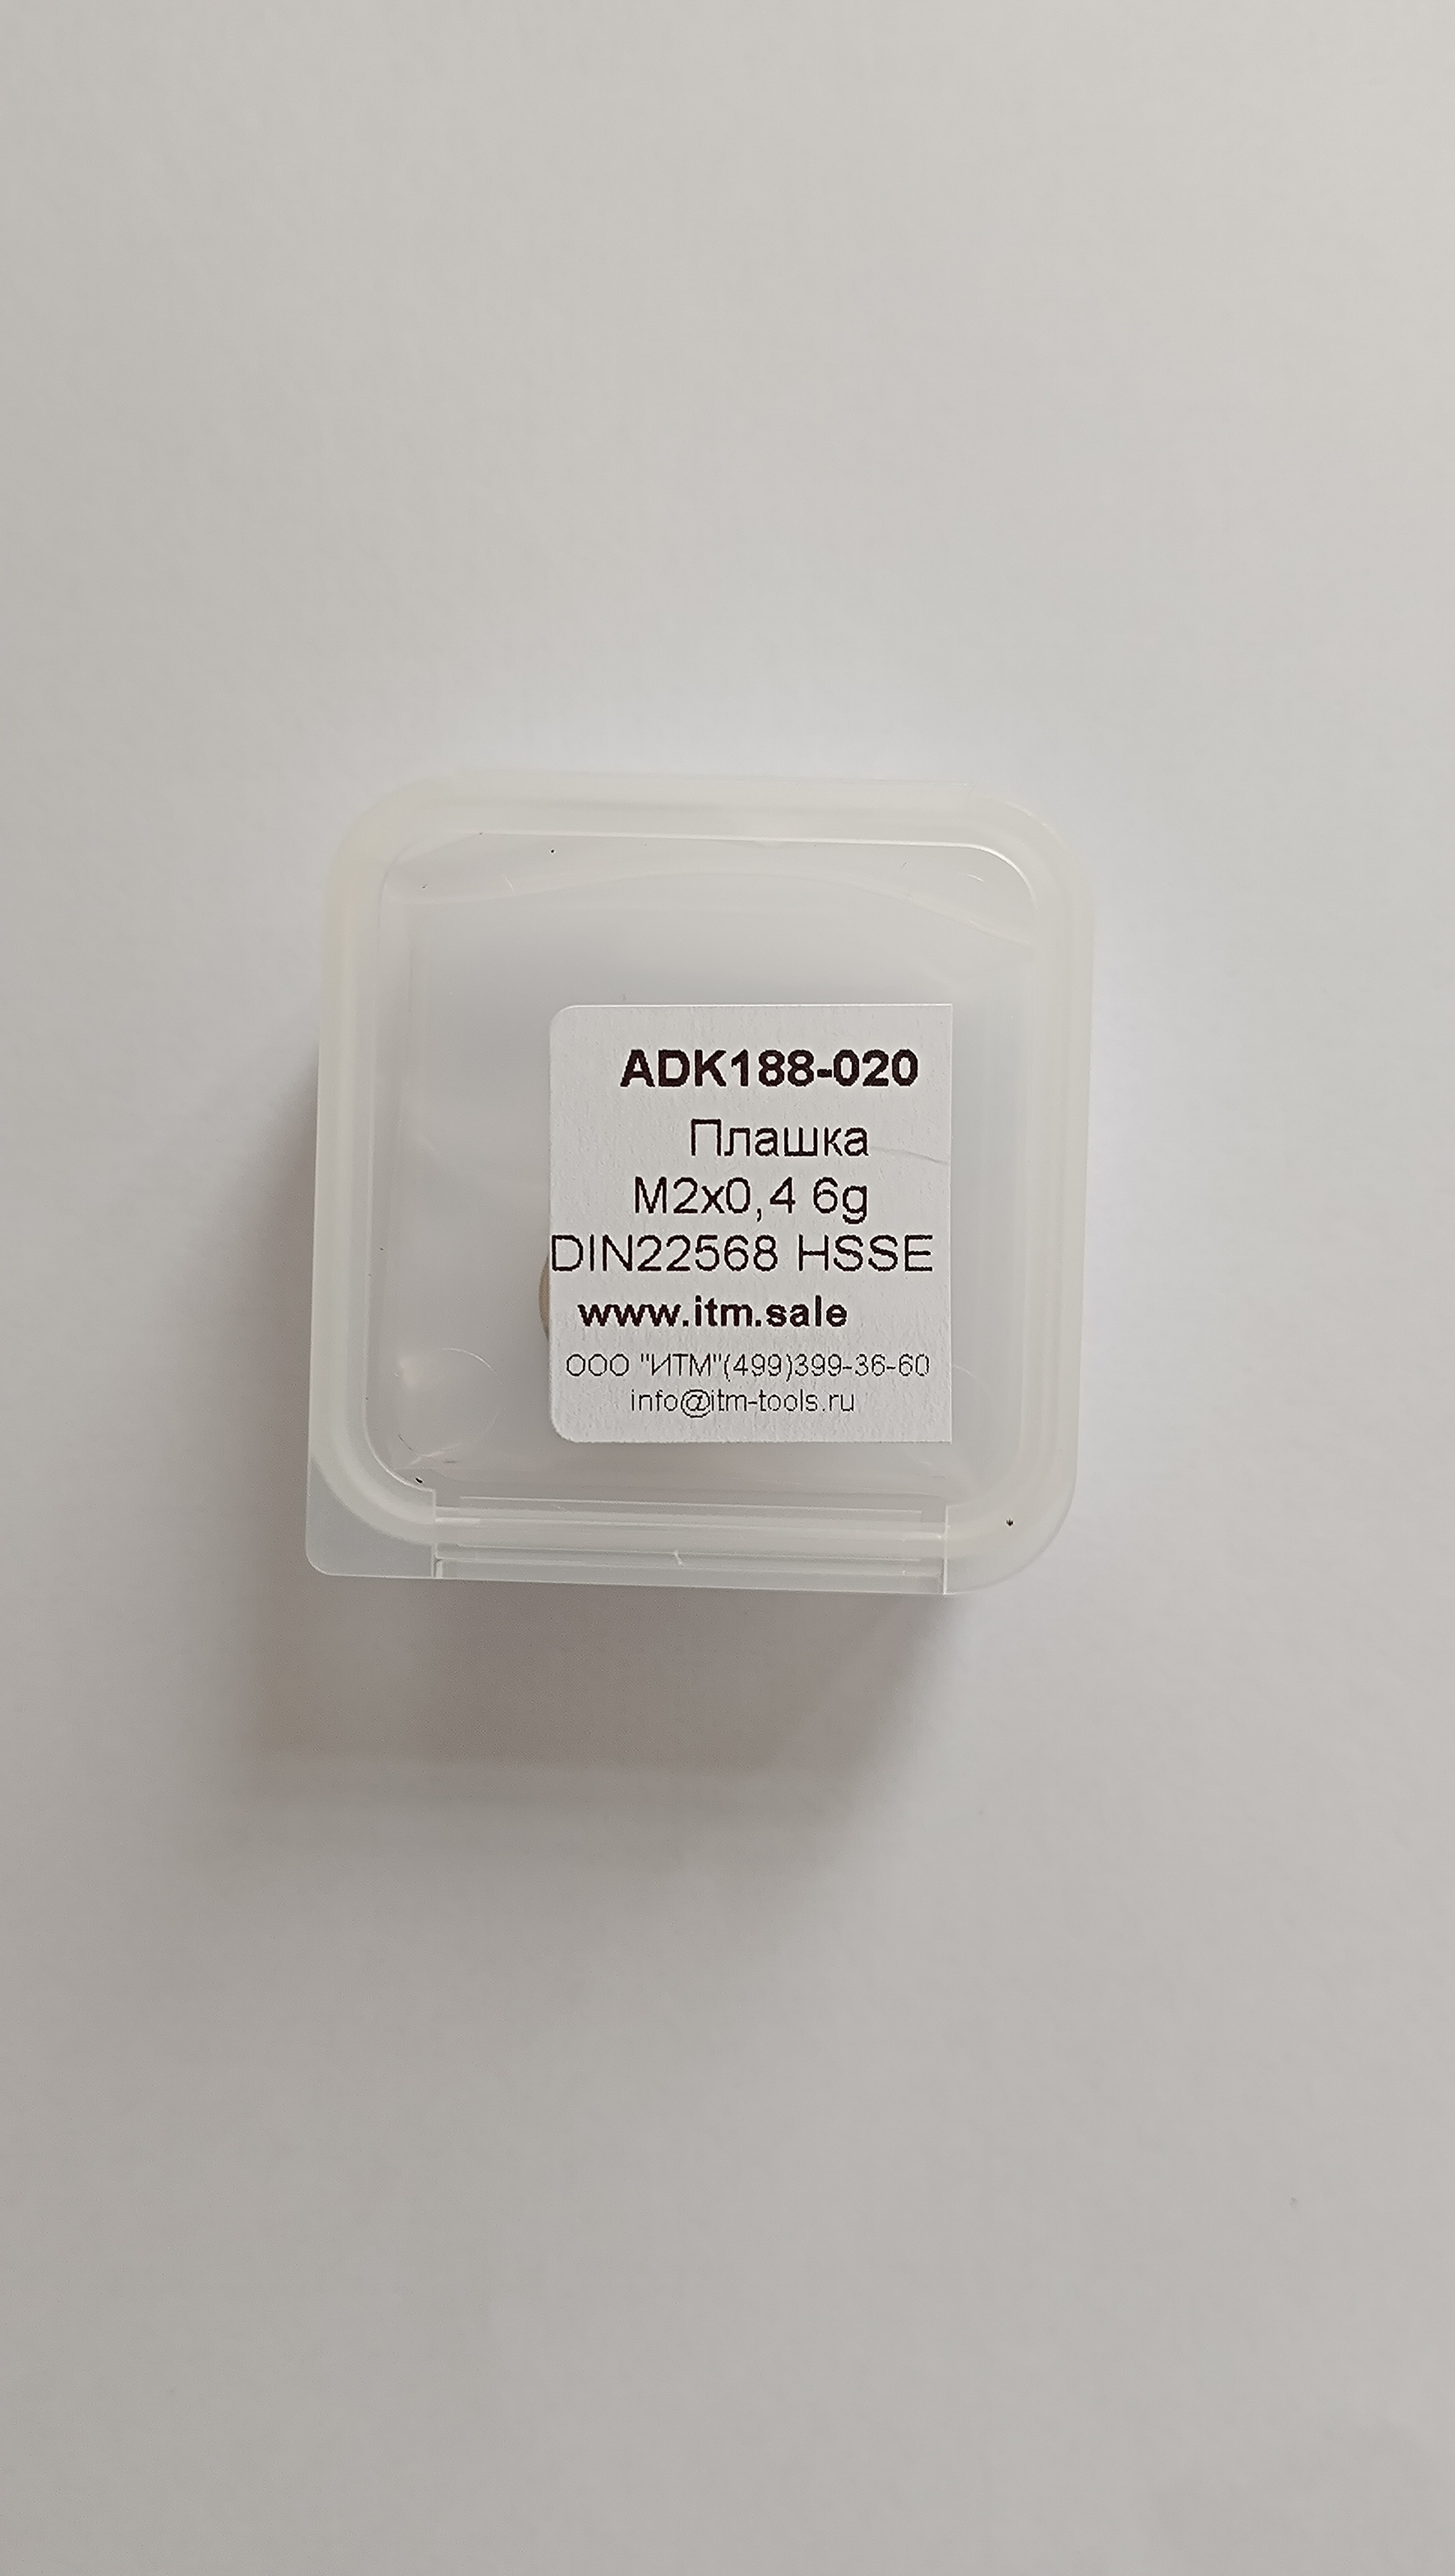 ADK188-020
Плашка
M2x0,4 6g
DIN22568 HSSE
www.itm.sale
ООО "ИТМ"(499)399-36-60
info@itm-tools.ru